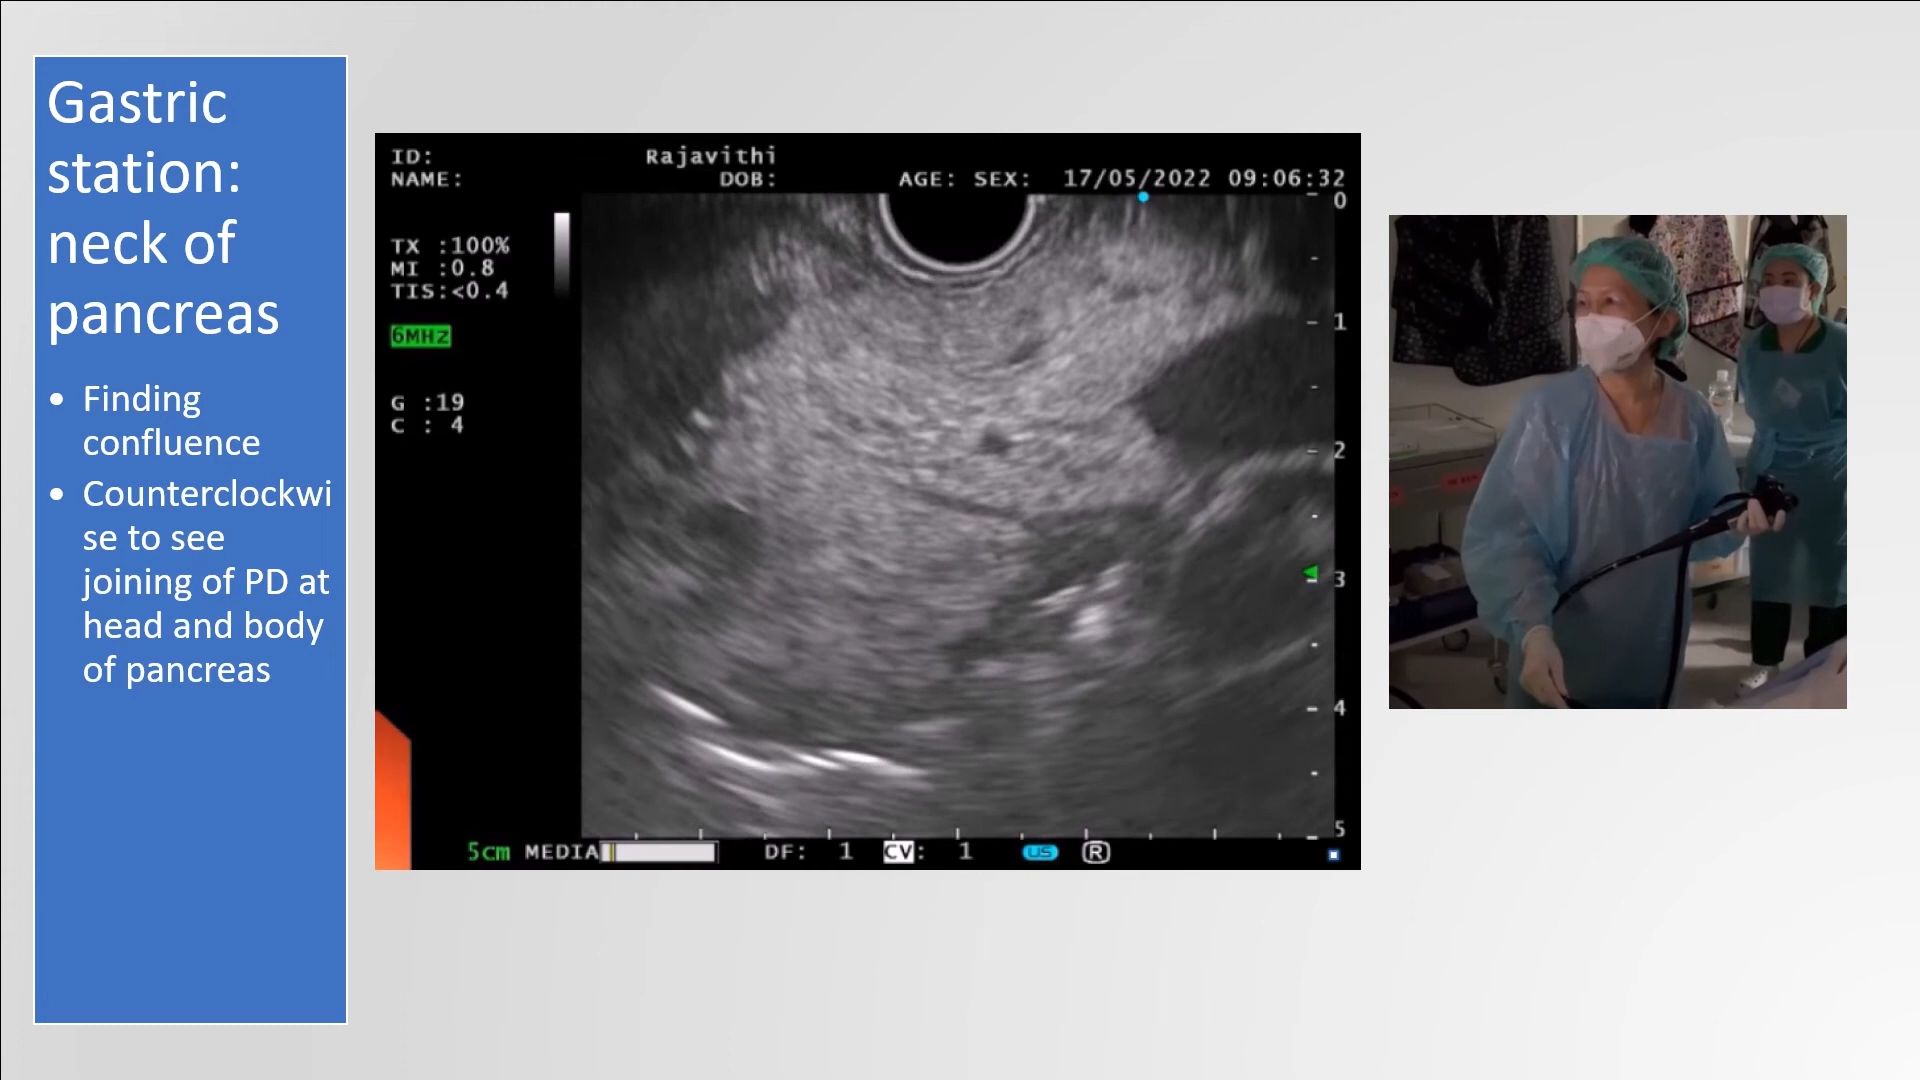 Gastric
station:
neck of
pancreas
• Finding
confluence
• Counterclockwi
se to see
joining of PD at
head and body
of pancreas
ID: Rajavithi
NAME: DOB: AGE: SEX: 17/05/2022 09:06:32
TX :100%
MI :0.8
TIS:<0.4
6MHz
G :19
C : 4
0
1
2
3
4
5
5cm MEDIA DF: 1 CV: 1 US R